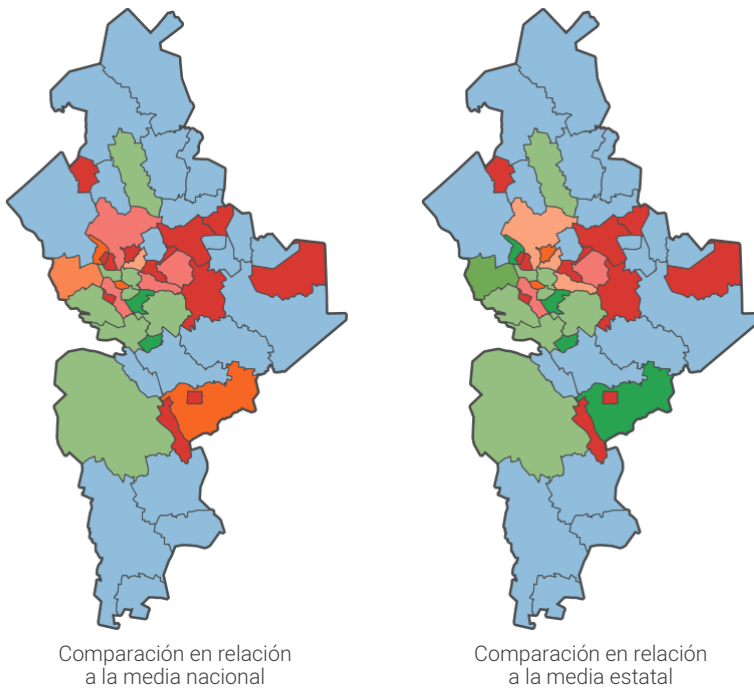 Comparación en relación
a la media nacional
Comparación en relación
a la media estatal